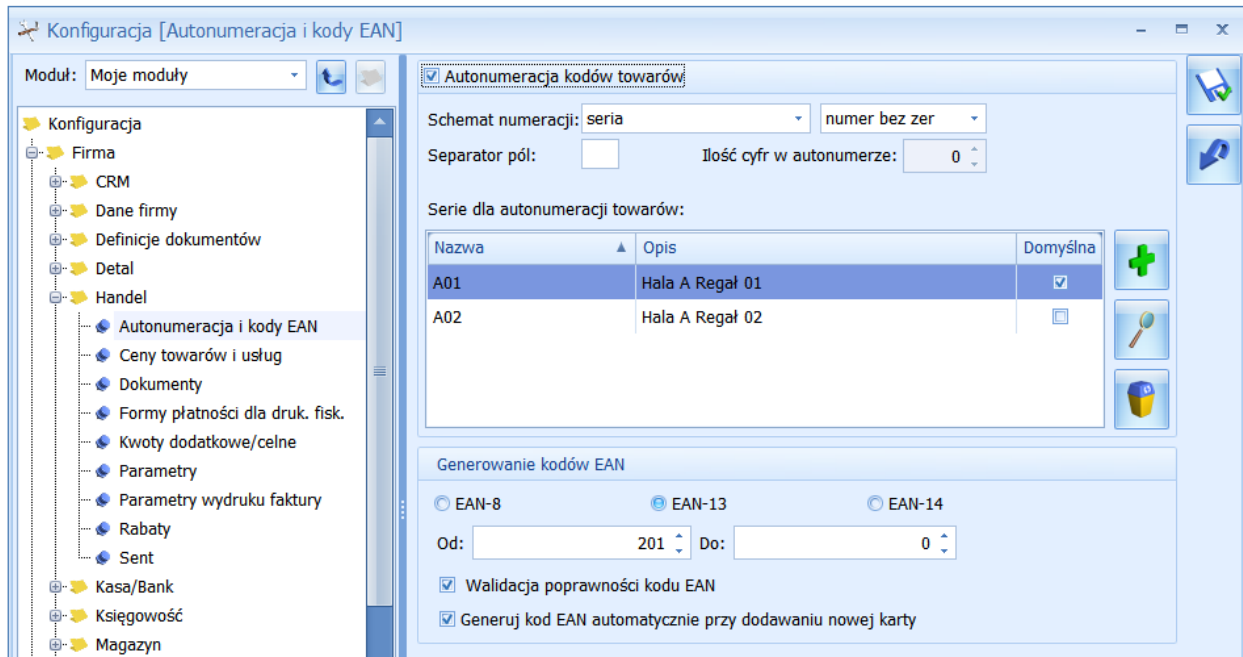 Konfiguracja [Autonumeracja i kody EAN]
Moduł: Moje moduły
Konfiguracja
Firma
CRM
Dane firmy
Definicje dokumentów
Detal
Handel
Autonumeracja i kody EAN
Ceny towarów i usług
Dokumenty
Formy płatności dla druk. fisk.
Kwoty dodatkowe/celne
Parametry
Parametry wydruku faktury
Rabaty
Sent
Kasa/Bank
Księgowość
Magazyn
Autonumeracja kodów towarów
Schemat numeracji: seria numer bez zer
Separator pól: Ilość cyfr w autonumerze: 0
Serie dla autonumeracji towarów:
Nazwa Opis Domyślna
A01 Hala A Regał 01
A02 Hala A Regał 02
Generowanie kodów EAN
EAN-8 EAN-13 EAN-14
Od: 201 Do: 0
Walidacja poprawności kodu EAN
Generuj kod EAN automatycznie przy dodawaniu nowej karty